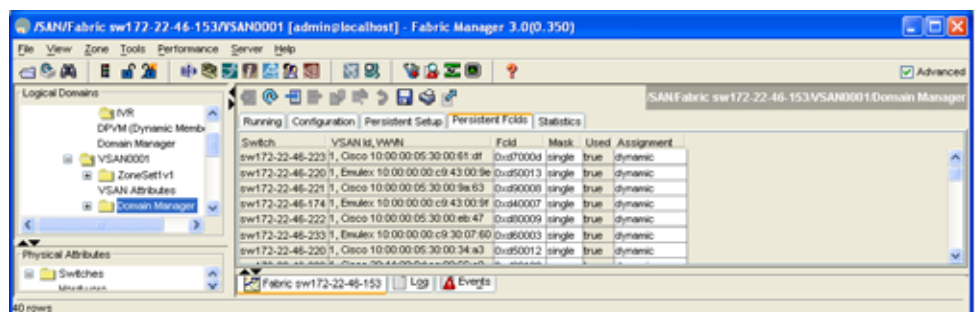 /SAN/Fabric sw172-22-46-153/VSAN0001 [admin@localhost] - Fabric Manager 3.0(0.350)
File View Zone Tools Performance Server Help
Advanced
Logical Domains
/SAN/Fabric sw172-22-46-153/VSAN0001/Domain Manager
IVR
DPVM (Dynamic Membe
Domain Manager
VSAN0001
ZoneSet1v1
VSAN Attributes
Domain Manager
Running Configuration Persistent Setup Persistent FcIds Statistics
Switch VSAN Id, WWN FcId Mask Used Assignment
sw172-22-46-223 1, Cisco 10:00:00:05:30:00:61:df 0xd7000d single true dynamic
sw172-22-46-220 1, Emulex 10:00:00:00:c9:43:00:9e 0xd50013 single true dynamic
sw172-22-46-221 1, Cisco 10:00:00:05:30:00:9a:63 0xd90008 single true dynamic
sw172-22-46-174 1, Emulex 10:00:00:00:c9:43:00:9f 0xd40007 single true dynamic
sw172-22-46-222 1, Cisco 10:00:00:05:30:00:eb:47 0xd80009 single true dynamic
sw172-22-46-233 1, Emulex 10:00:00:00:c9:30:07:60 0xd60003 single true dynamic
sw172-22-46-220 1, Cisco 10:00:00:05:30:00:34:a3 0xd50012 single true dynamic
Physical Attributes
Switches
Fabric sw172-22-46-153 Log Events
40 rows